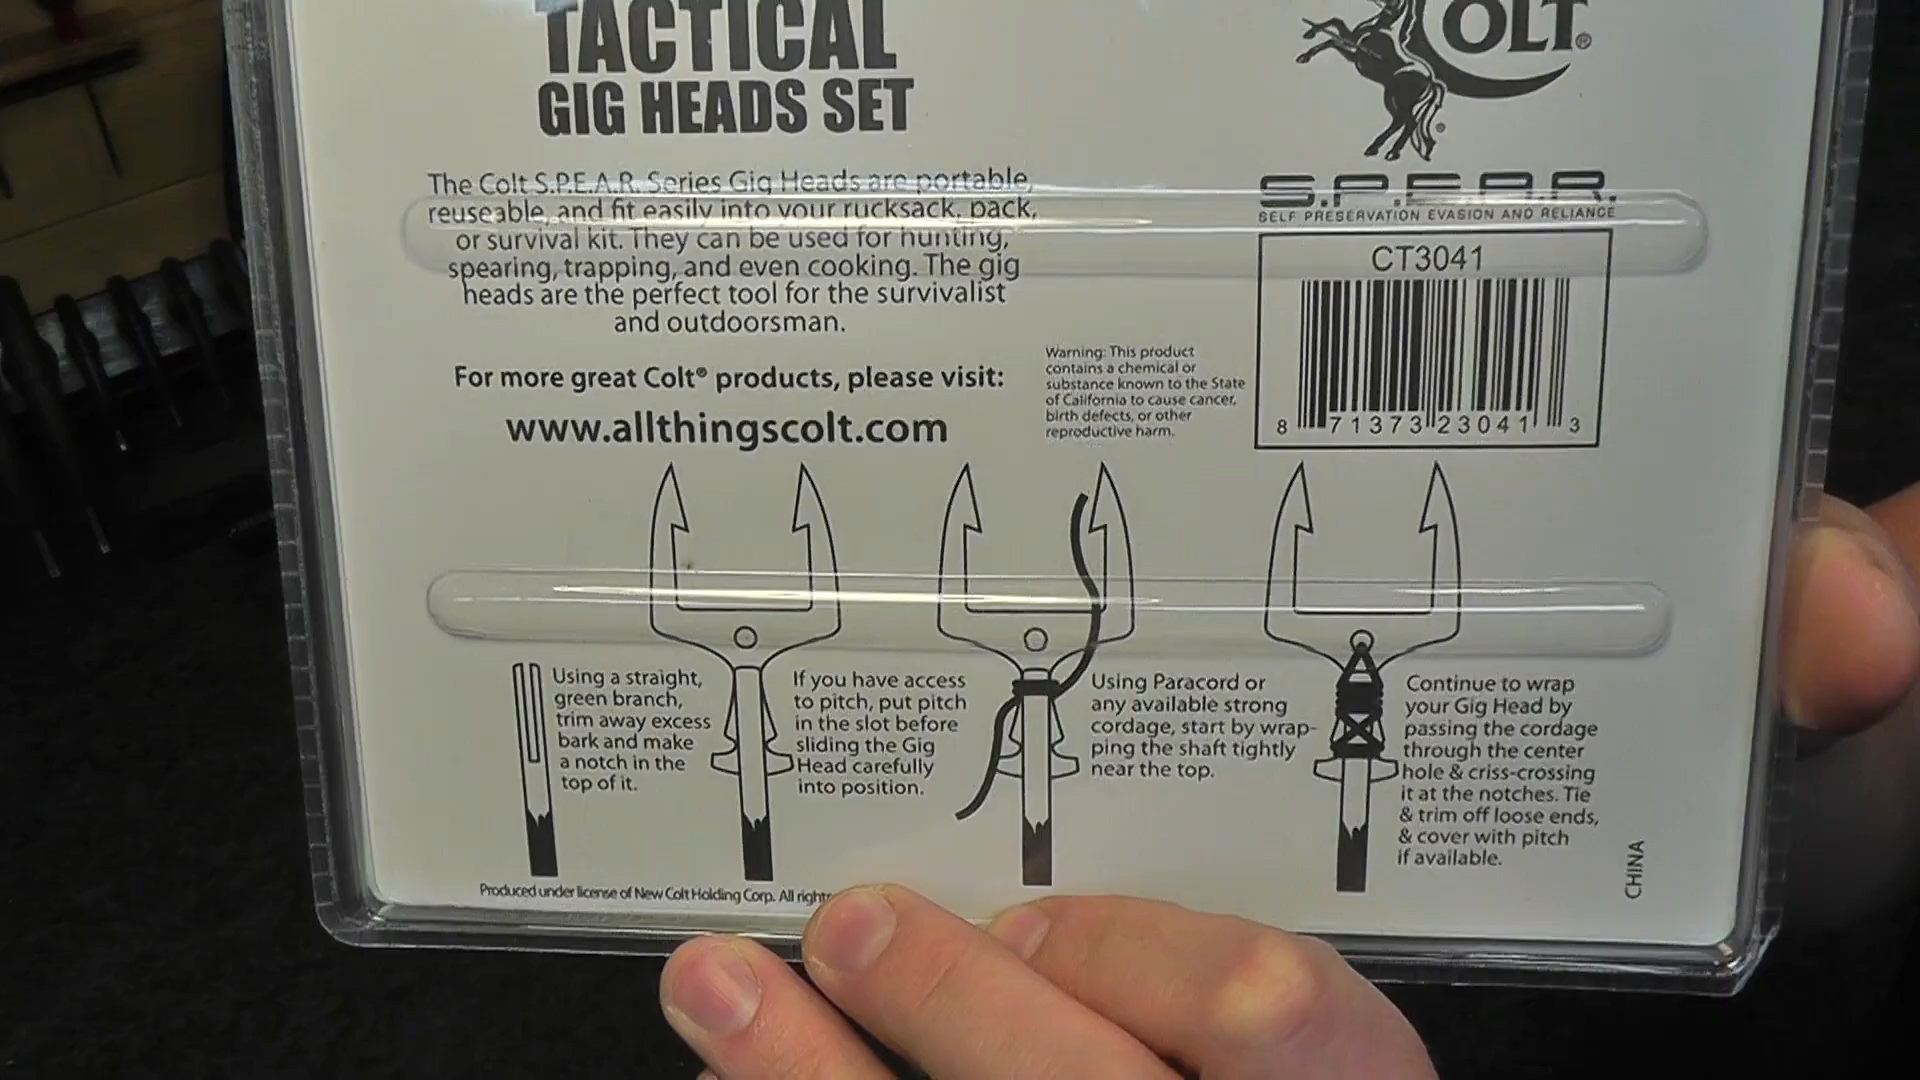 TACTICAL
GIG HEADS SET
The Colt S.P.E.A.R. Series Gig Heads are portable,
reuseable, and fit easily into your rucksack, pack,
or survival kit. They can be used for hunting,
spearing, trapping, and even cooking. The gig
heads are the perfect tool for the survivalist
and outdoorsman.
For more great Colt® products, please visit:
www.allthingscolt.com
COLT®
®
S.P.E.A.R.
SELF PRESERVATION EVASION AND RELIANCE
CT3041
8 71373 23041 3
Warning: This product
contains a chemical or
substance known to the State
of California to cause cancer,
birth defects, or other
reproductive harm.
Using a straight,
green branch,
trim away excess
bark and make
a notch in the
top of it.
If you have access
to pitch, put pitch
in the slot before
sliding the Gig
Head carefully
into position.
Using Paracord or
any available strong
cordage, start by wrap-
ping the shaft tightly
near the top.
Continue to wrap
your Gig Head by
passing the cordage
through the center
hole & criss-crossing
it at the notches. Tie
& trim off loose ends,
& cover with pitch
if available.
Produced under license of New Colt Holding Corp. All rights
CHINA